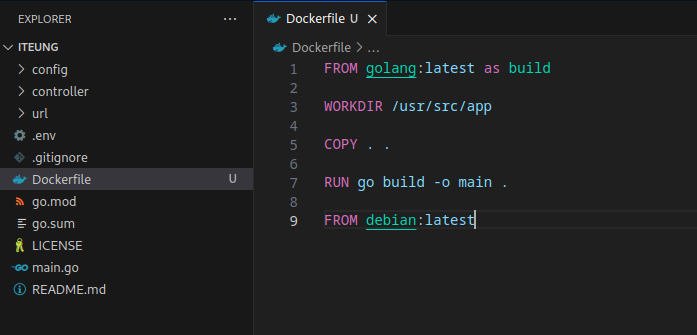 EXPLORER
ITEUNG
config
controller
url
.env
.gitignore
Dockerfile U
go.mod
go.sum
LICENSE
main.go
README.md
Dockerfile U
Dockerfile > ...
1 FROM golang:latest as build
2
3 WORKDIR /usr/src/app
4
5 COPY . .
6
7 RUN go build -o main .
8
9 FROM debian:latest